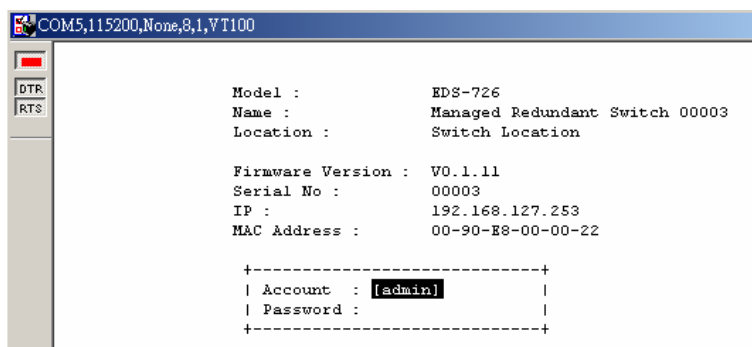 COM5,115200,None,8,1,VT100
DTR
RTS
Model : EDS-726
Name : Managed Redundant Switch 00003
Location : Switch Location
Firmware Version : V0.1.11
Serial No : 00003
IP : 192.168.127.253
MAC Address : 00-90-E8-00-00-22
+-----------------------------+
| Account : [admin] |
| Password : |
+-----------------------------+